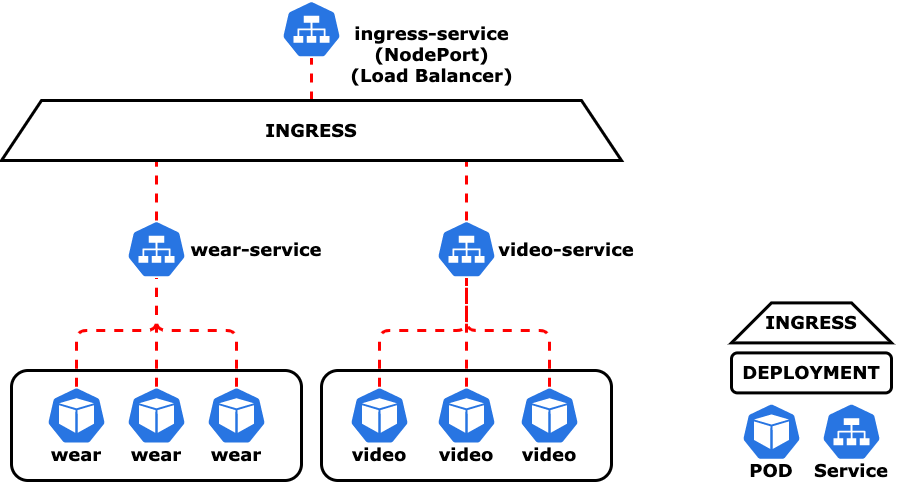 ingress-service
(NodePort)
(Load Balancer)
INGRESS
wear-service
video-service
wear wear wear
video video video
INGRESS
DEPLOYMENT
POD Service